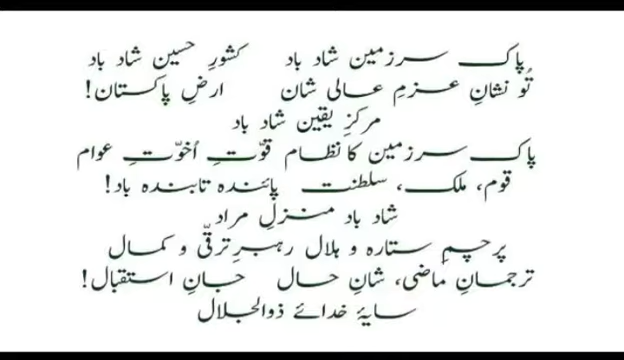 پاک سرزمین شاد باد کشورِ حسین شاد باد
تُو نشانِ عزمِ عالی شان ارضِ پاکستان!
مرکزِ یقین شاد باد
پاک سرزمین کا نظام قوّتِ اُخوّتِ عوام
قوم، ملک، سلطنت پائندہ تابندہ باد!
شاد باد منزلِ مراد
پرچمِ ستارہ و ہلال رہبرِ ترقّی و کمال
ترجمانِ ماضی، شانِ حال جانِ استقبال!
سایۂ خدائے ذوالجلال